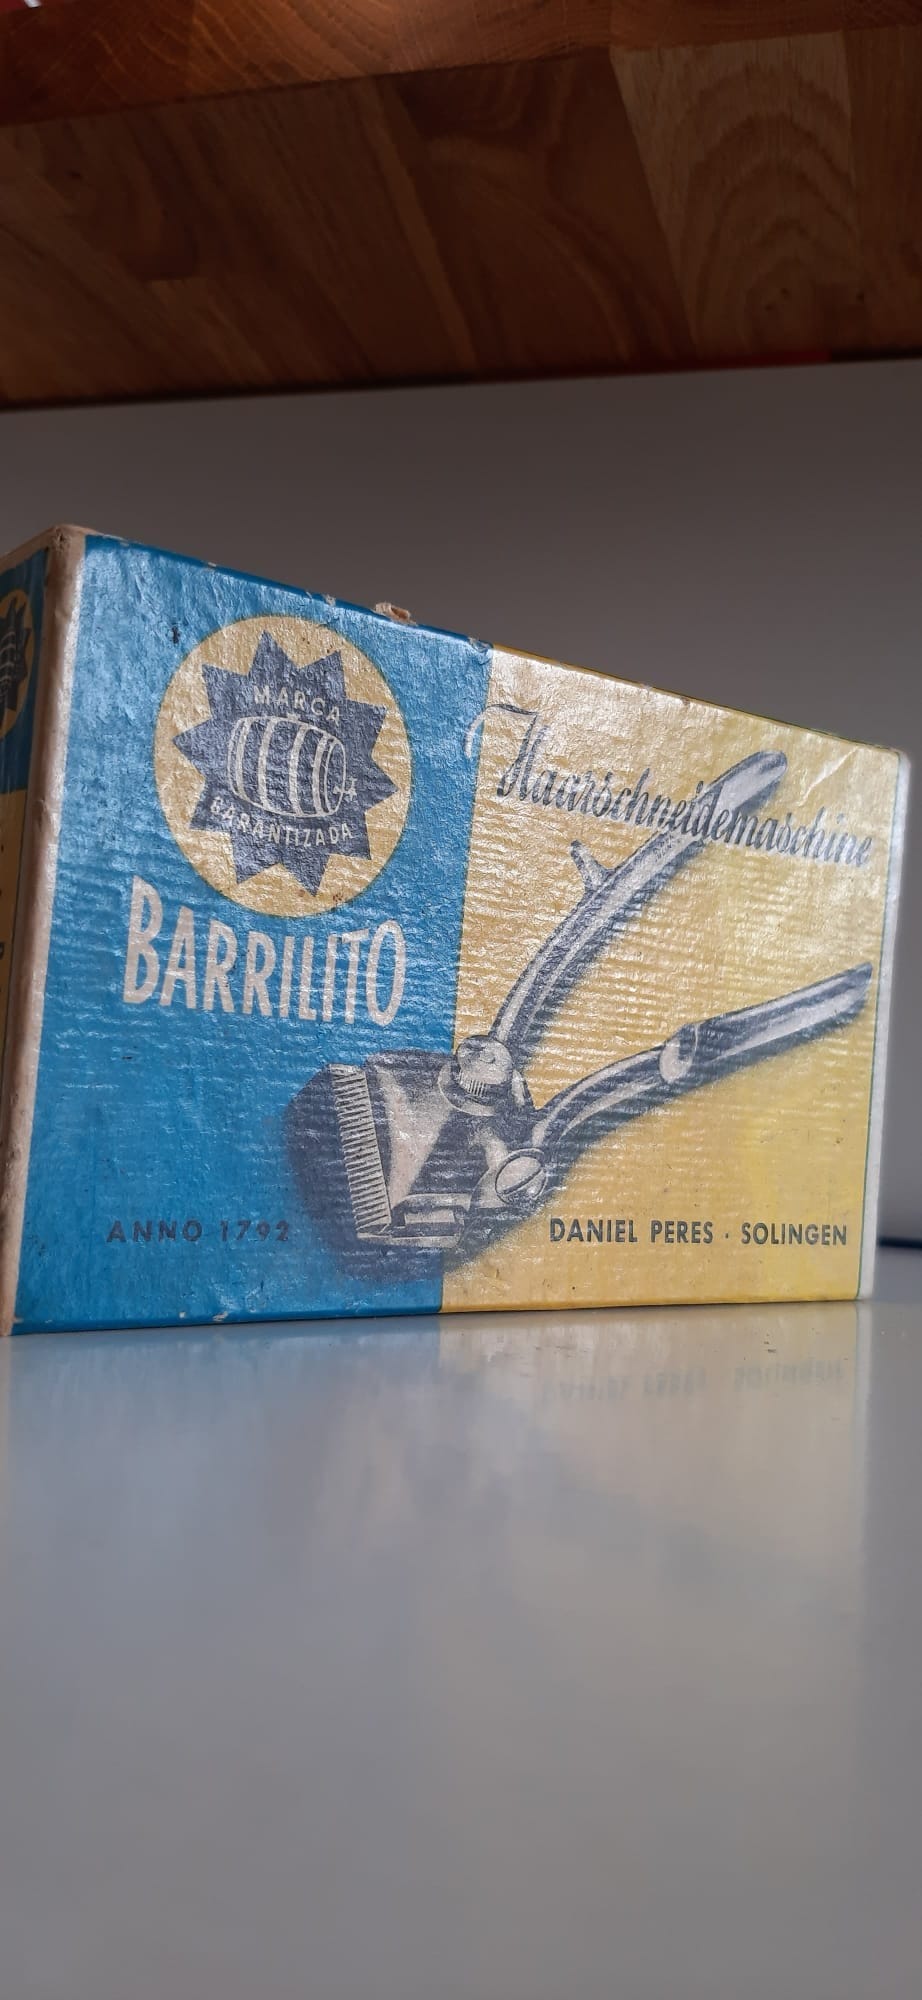 MARCA
GARANTIZADA
BARRILITO
ANNO 1792
Haarschneidemaschine
DANIEL PERES · SOLINGEN